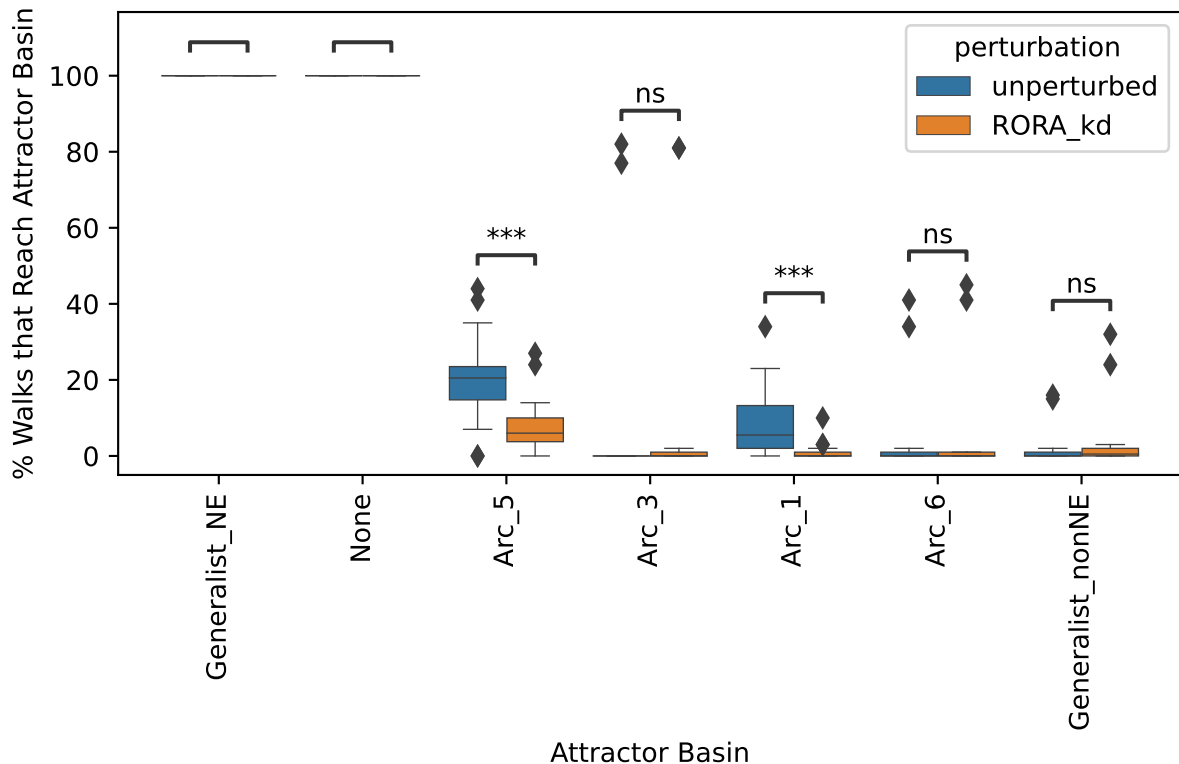 % Walks that Reach Attractor Basin
100
80
60
40
20
0
perturbation
unperturbed
RORA_kd
***
ns
***
ns
ns
Generalist_NE
None
Arc_5
Arc_3
Arc_1
Arc_6
Generalist_nonNE
Attractor Basin